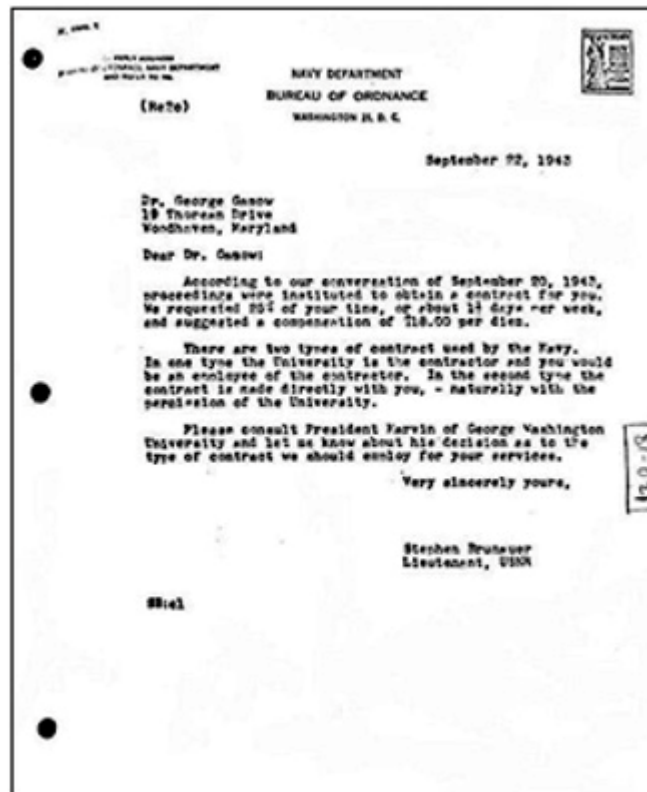 (Re2o)
NAVY DEPARTMENT
BUREAU OF ORDNANCE
WASHINGTON 25, D. C.
September 22, 1943
Dr. George Gamow
19 Thorean Drive
Woodhaven, Maryland
Dear Dr. Gamow:
According to our conversation of September 20, 1943,
proceedings were instituted to obtain a contract for you.
We requested 25% of your time, or about 1½ days per week,
and suggested a compensation of $18.00 per diem.
There are two types of contract used by the Navy.
In one type the University is the contractor and you would
be an employee of the contractor. In the second type the
contract is made directly with you, - naturally with the
permission of the University.
Please consult President Marvin of George Washington
University and let us know about his decision as to the
type of contract we should employ for your services.
Very sincerely yours,
Stephen Brunauer
Lieutenant, USNR
SB:el